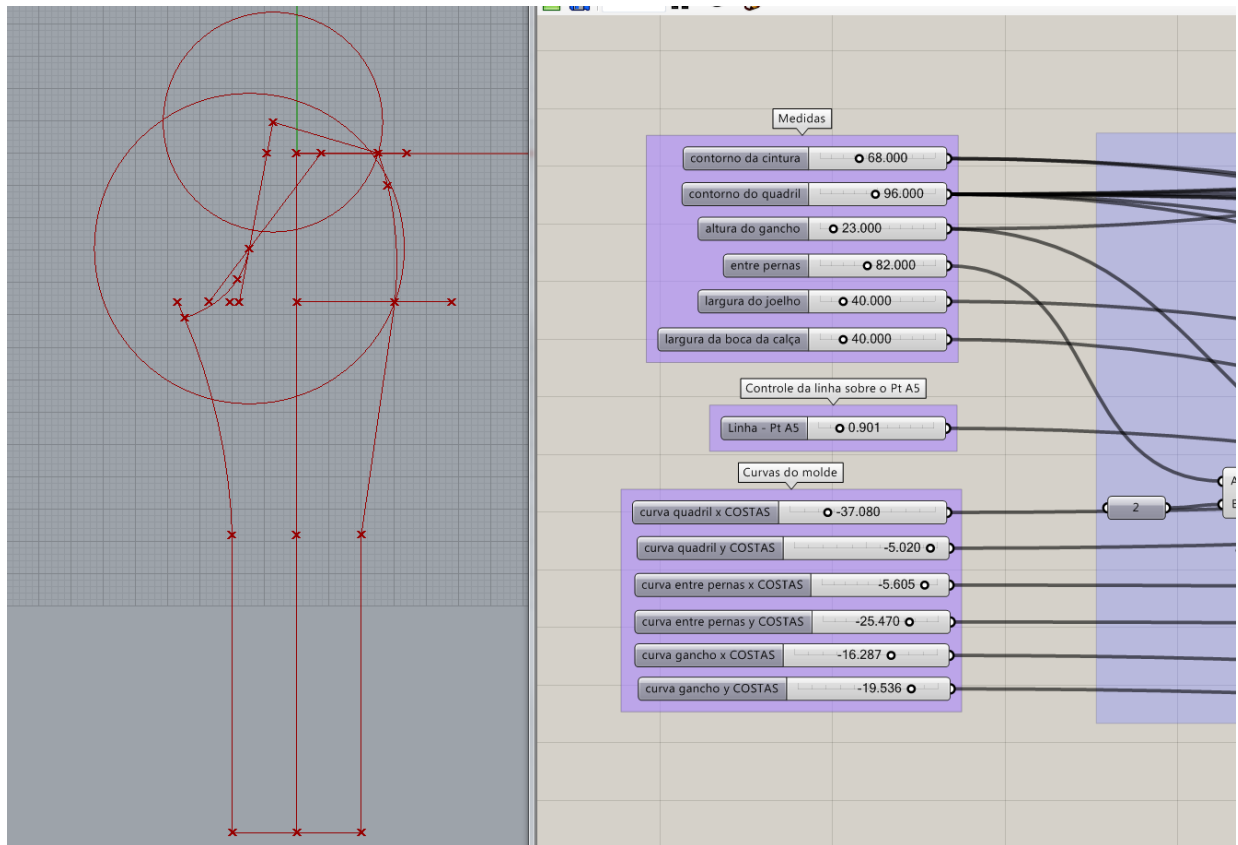 Medidas
contorno da cintura 68.000
contorno do quadril 96.000
altura do gancho 23.000
entre pernas 82.000
largura do joelho 40.000
largura da boca da calça 40.000
Controle da linha sobre o Pt A5
Linha - Pt A5 0.901
Curvas do molde
curva quadril x COSTAS -37.080
curva quadril y COSTAS -5.020
curva entre pernas x COSTAS -5.605
curva entre pernas y COSTAS -25.470
curva gancho x COSTAS -16.287
curva gancho y COSTAS -19.536
2
A